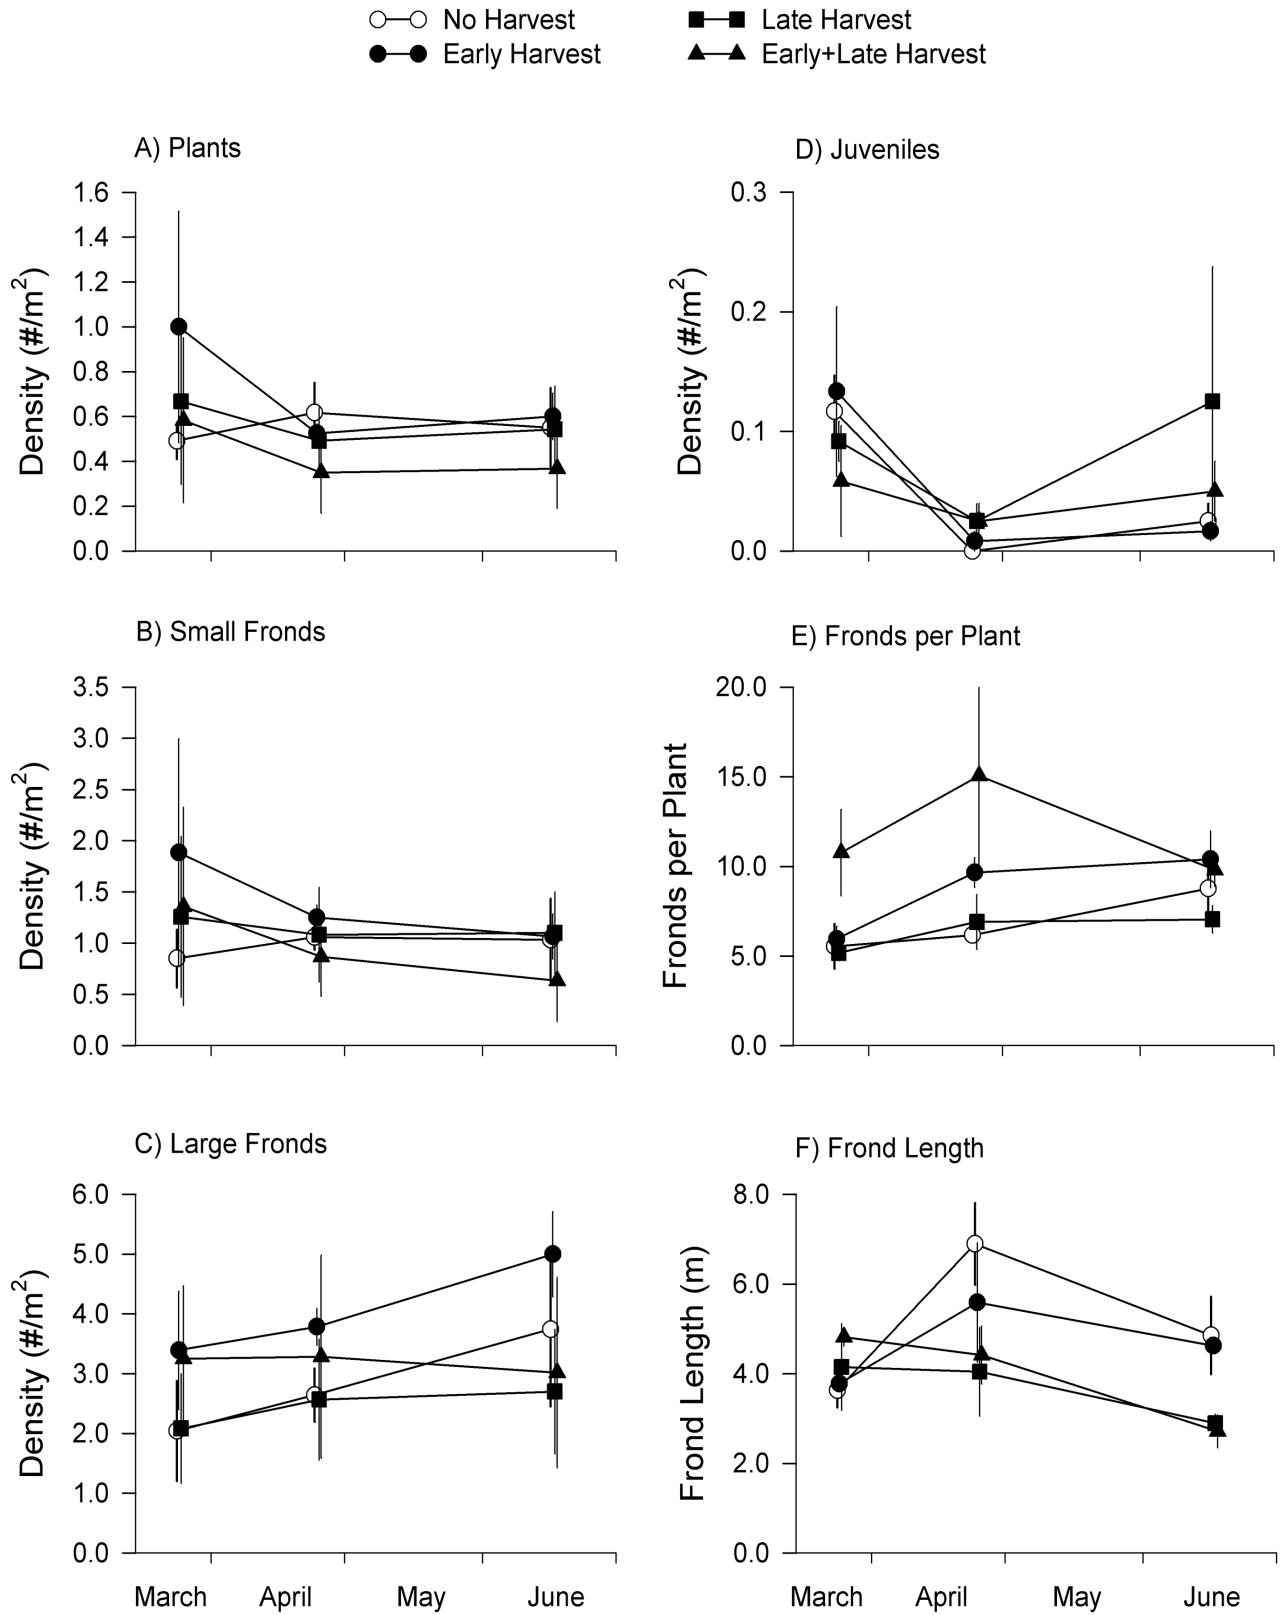 No Harvest
Late Harvest
Early Harvest
Early+Late Harvest
A) Plants
1.6
1.4
1.2
1.0
0.8
0.6
0.4
0.2
0.0
Density (#/m²)
D) Juveniles
0.3
0.2
0.1
0.0
Density (#/m²)
B) Small Fronds
3.5
3.0
2.5
2.0
1.5
1.0
0.5
0.0
Density (#/m²)
E) Fronds per Plant
20.0
15.0
10.0
5.0
0.0
Fronds per Plant
C) Large Fronds
6.0
5.0
4.0
3.0
2.0
1.0
0.0
Density (#/m²)
March April May June
F) Frond Length
8.0
6.0
4.0
2.0
0.0
Frond Length (m)
March April May June